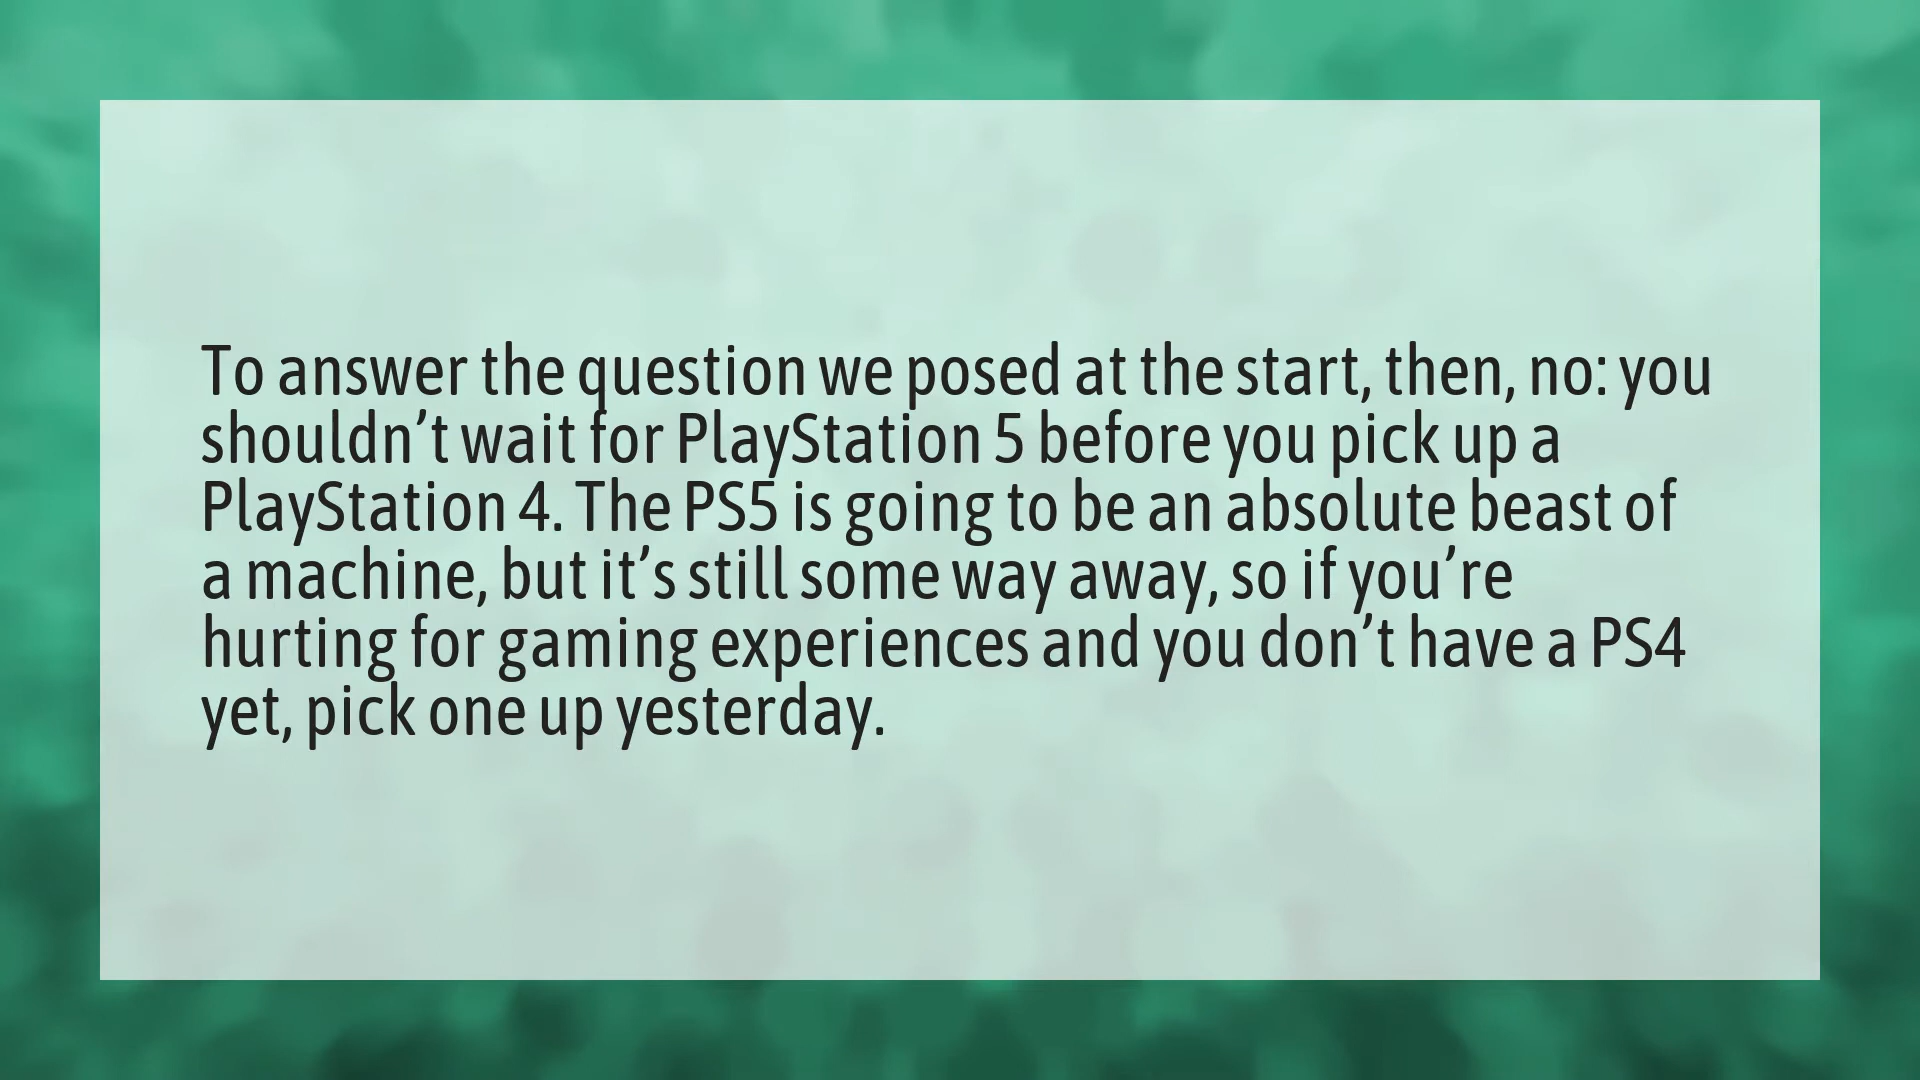 To answer the question we posed at the start, then, no: you
shouldn’t wait for PlayStation 5 before you pick up a
PlayStation 4. The PS5 is going to be an absolute beast of
a machine, but it’s still some way away, so if you’re
hurting for gaming experiences and you don’t have a PS4
yet, pick one up yesterday.